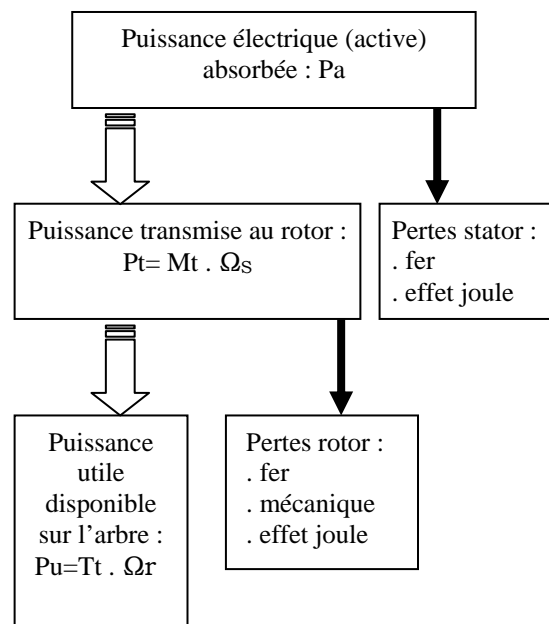 Puissance électrique (active)
absorbée : Pa
Puissance transmise au rotor :
Pt= Mt . ΩS
Pertes stator :
. fer
. effet joule
Puissance
utile
disponible
sur l’arbre :
Pu=Tt . Ωr
Pertes rotor :
. fer
. mécanique
. effet joule